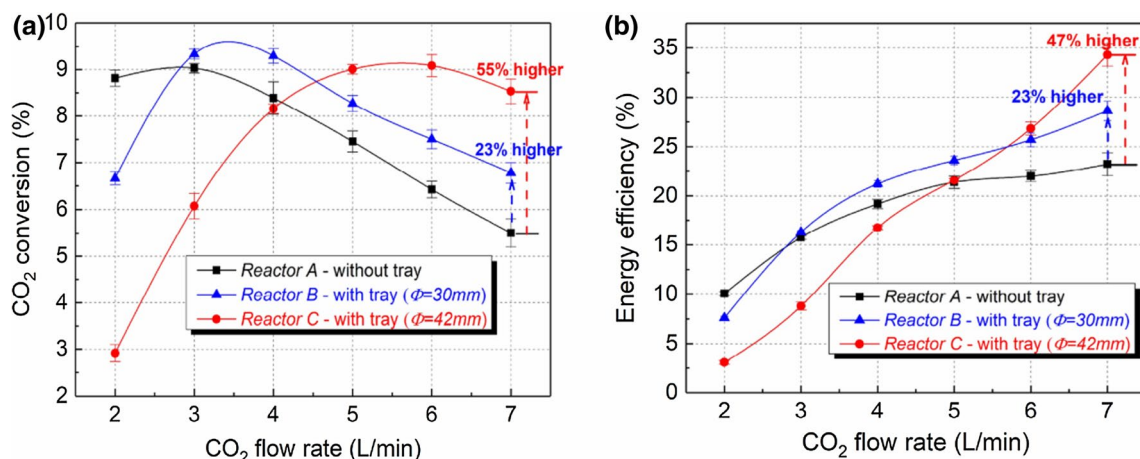 (a)
10
9
8
7
6
5
4
3
2
CO₂ conversion (%)
55% higher
23% higher
Reactor A - without tray
Reactor B - with tray (Φ=30mm)
Reactor C - with tray (Φ=42mm)
2 3 4 5 6 7
CO₂ flow rate (L/min)
(b)
35
30
25
20
15
10
5
0
Energy efficiency (%)
47% higher
23% higher
Reactor A - without tray
Reactor B - with tray (Φ=30mm)
Reactor C - with tray (Φ=42mm)
2 3 4 5 6 7
CO₂ flow rate (L/min)